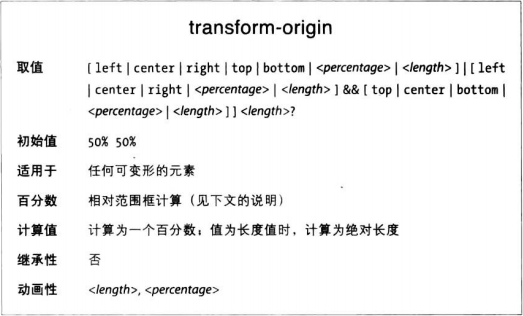 transform-origin
取值 [ left | center | right | top | bottom | <percentage> | <length> ] | [ left
| center | right | <percentage> | <length> ] && [ top | center | bottom |
<percentage> | <length> ] ] <length>?
初始值 50% 50%
适用于 任何可变形的元素
百分数 相对范围框计算（见下文的说明）
计算值 计算为一个百分数；值为长度值时，计算为绝对长度
继承性 否
动画性 <length>, <percentage>